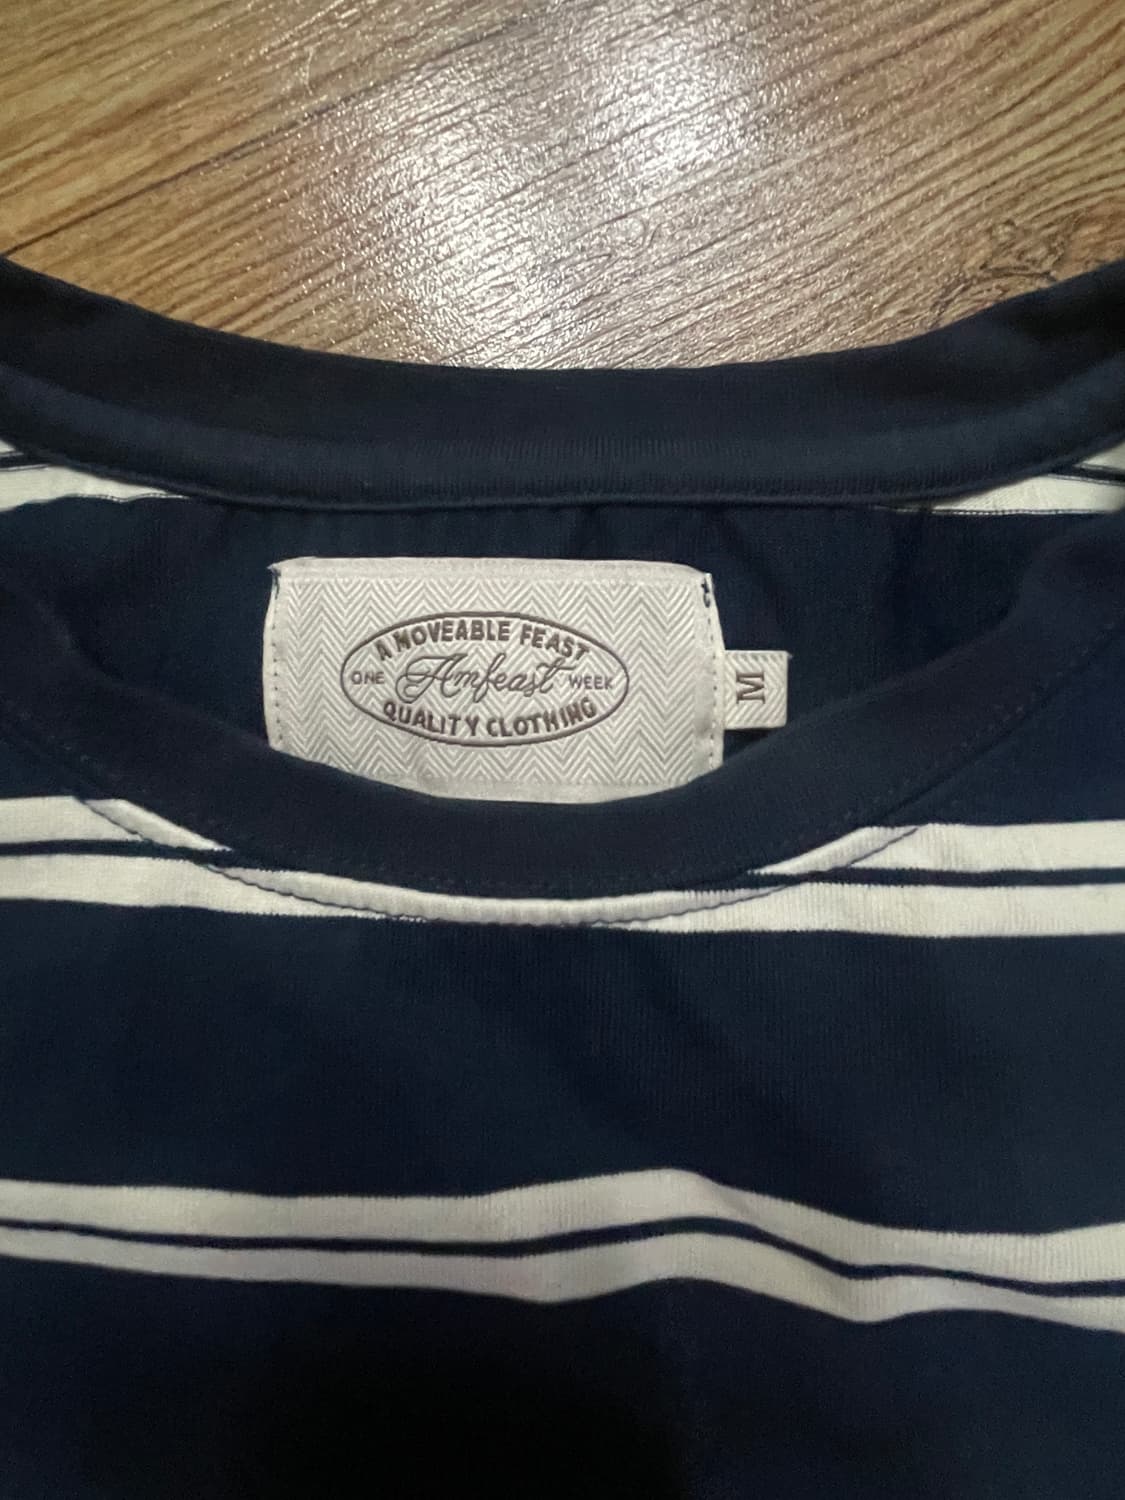 A MOVEABLE FEAST
ONE Amfeast WEEK
QUALITY CLOTHING
M